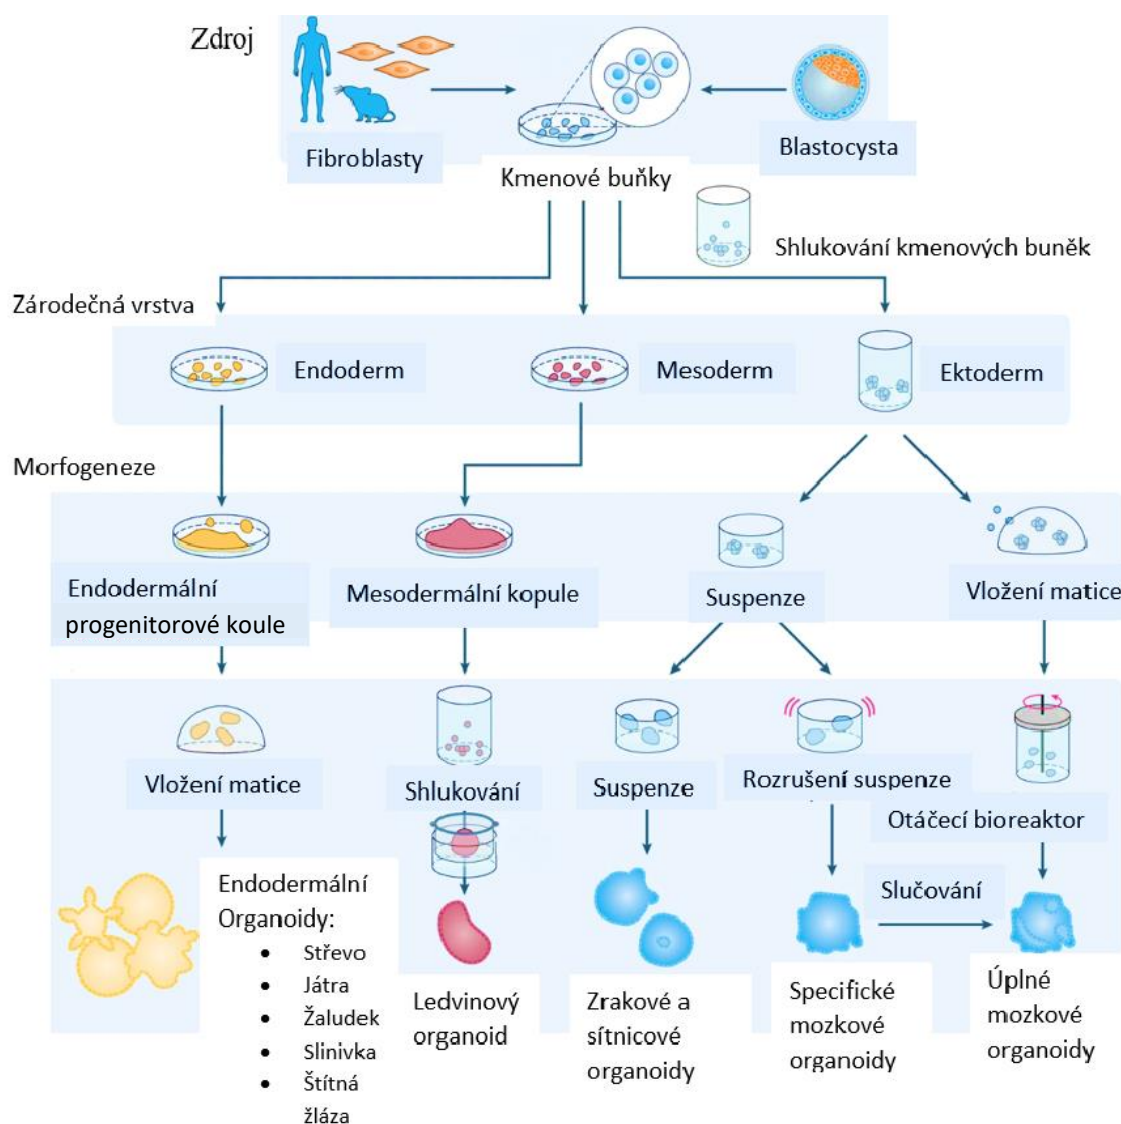 Zdroj
Fibroblasty
Kmenové buňky
Blastocysta
Shlukování kmenových buněk
Zárodečná vrstva
Endoderm
Mesoderm
Ektoderm
Morfogeneze
Endodermální
progenitorové koule
Mesodermální kopule
Suspenze
Vložení matice
Vložení matice
Shlukování
Suspenze
Rozrušení suspenze
Otáčecí bioreaktor
Endodermální
Organoidy:
• Střevo
• Játra
• Žaludek
• Slinivka
• Štítná
žláza
Ledvinový
organoid
Zrakové a
sítnicové
organoidy
Slučování
Specifické
mozkové
organoidy
Úplné
mozkové
organoidy